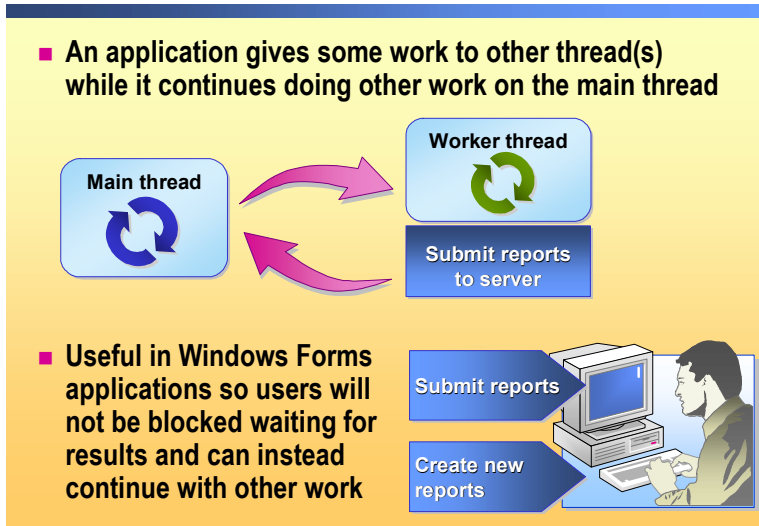 An application gives some work to other thread(s)
while it continues doing other work on the main thread
Main thread
Worker thread
Submit reports
to server
Useful in Windows Forms
applications so users will
not be blocked waiting for
results and can instead
continue with other work
Submit reports
Create new
reports